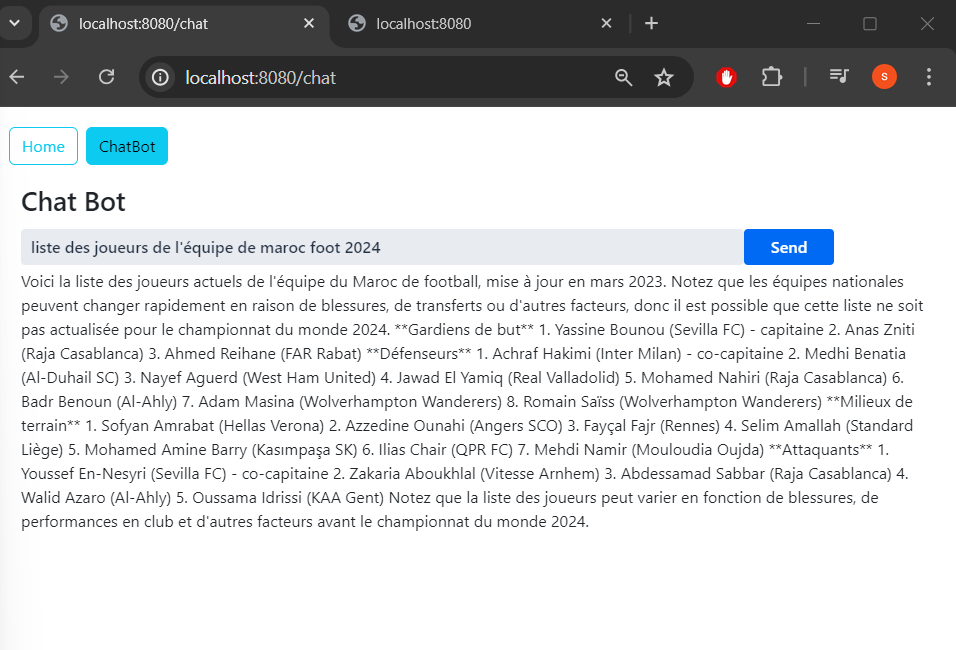 localhost:8080/chat
localhost:8080
localhost:8080/chat
s
Home
ChatBot
Chat Bot
liste des joueurs de l'équipe de maroc foot 2024
Send
Voici la liste des joueurs actuels de l'équipe du Maroc de football, mise à jour en mars 2023. Notez que les équipes nationales
peuvent changer rapidement en raison de blessures, de transferts ou d'autres facteurs, donc il est possible que cette liste ne soit
pas actualisée pour le championnat du monde 2024. **Gardiens de but** 1. Yassine Bounou (Sevilla FC) - capitaine 2. Anas Zniti
(Raja Casablanca) 3. Ahmed Reihane (FAR Rabat) **Défenseurs** 1. Achraf Hakimi (Inter Milan) - co-capitaine 2. Medhi Benatia
(Al-Duhail SC) 3. Nayef Aguerd (West Ham United) 4. Jawad El Yamiq (Real Valladolid) 5. Mohamed Nahiri (Raja Casablanca) 6.
Badr Benoun (Al-Ahly) 7. Adam Masina (Wolverhampton Wanderers) 8. Romain Saïss (Wolverhampton Wanderers) **Milieux de
terrain** 1. Sofyan Amrabat (Hellas Verona) 2. Azzedine Ounahi (Angers SCO) 3. Fayçal Fajr (Rennes) 4. Selim Amallah (Standard
Liège) 5. Mohamed Amine Barry (Kasımpaşa SK) 6. Ilias Chair (QPR FC) 7. Mehdi Namir (Mouloudia Oujda) **Attaquants** 1.
Youssef En-Nesyri (Sevilla FC) - co-capitaine 2. Zakaria Aboukhlal (Vitesse Arnhem) 3. Abdessamad Sabbar (Raja Casablanca) 4.
Walid Azaro (Al-Ahly) 5. Oussama Idrissi (KAA Gent) Notez que la liste des joueurs peut varier en fonction de blessures, de
performances en club et d'autres facteurs avant le championnat du monde 2024.